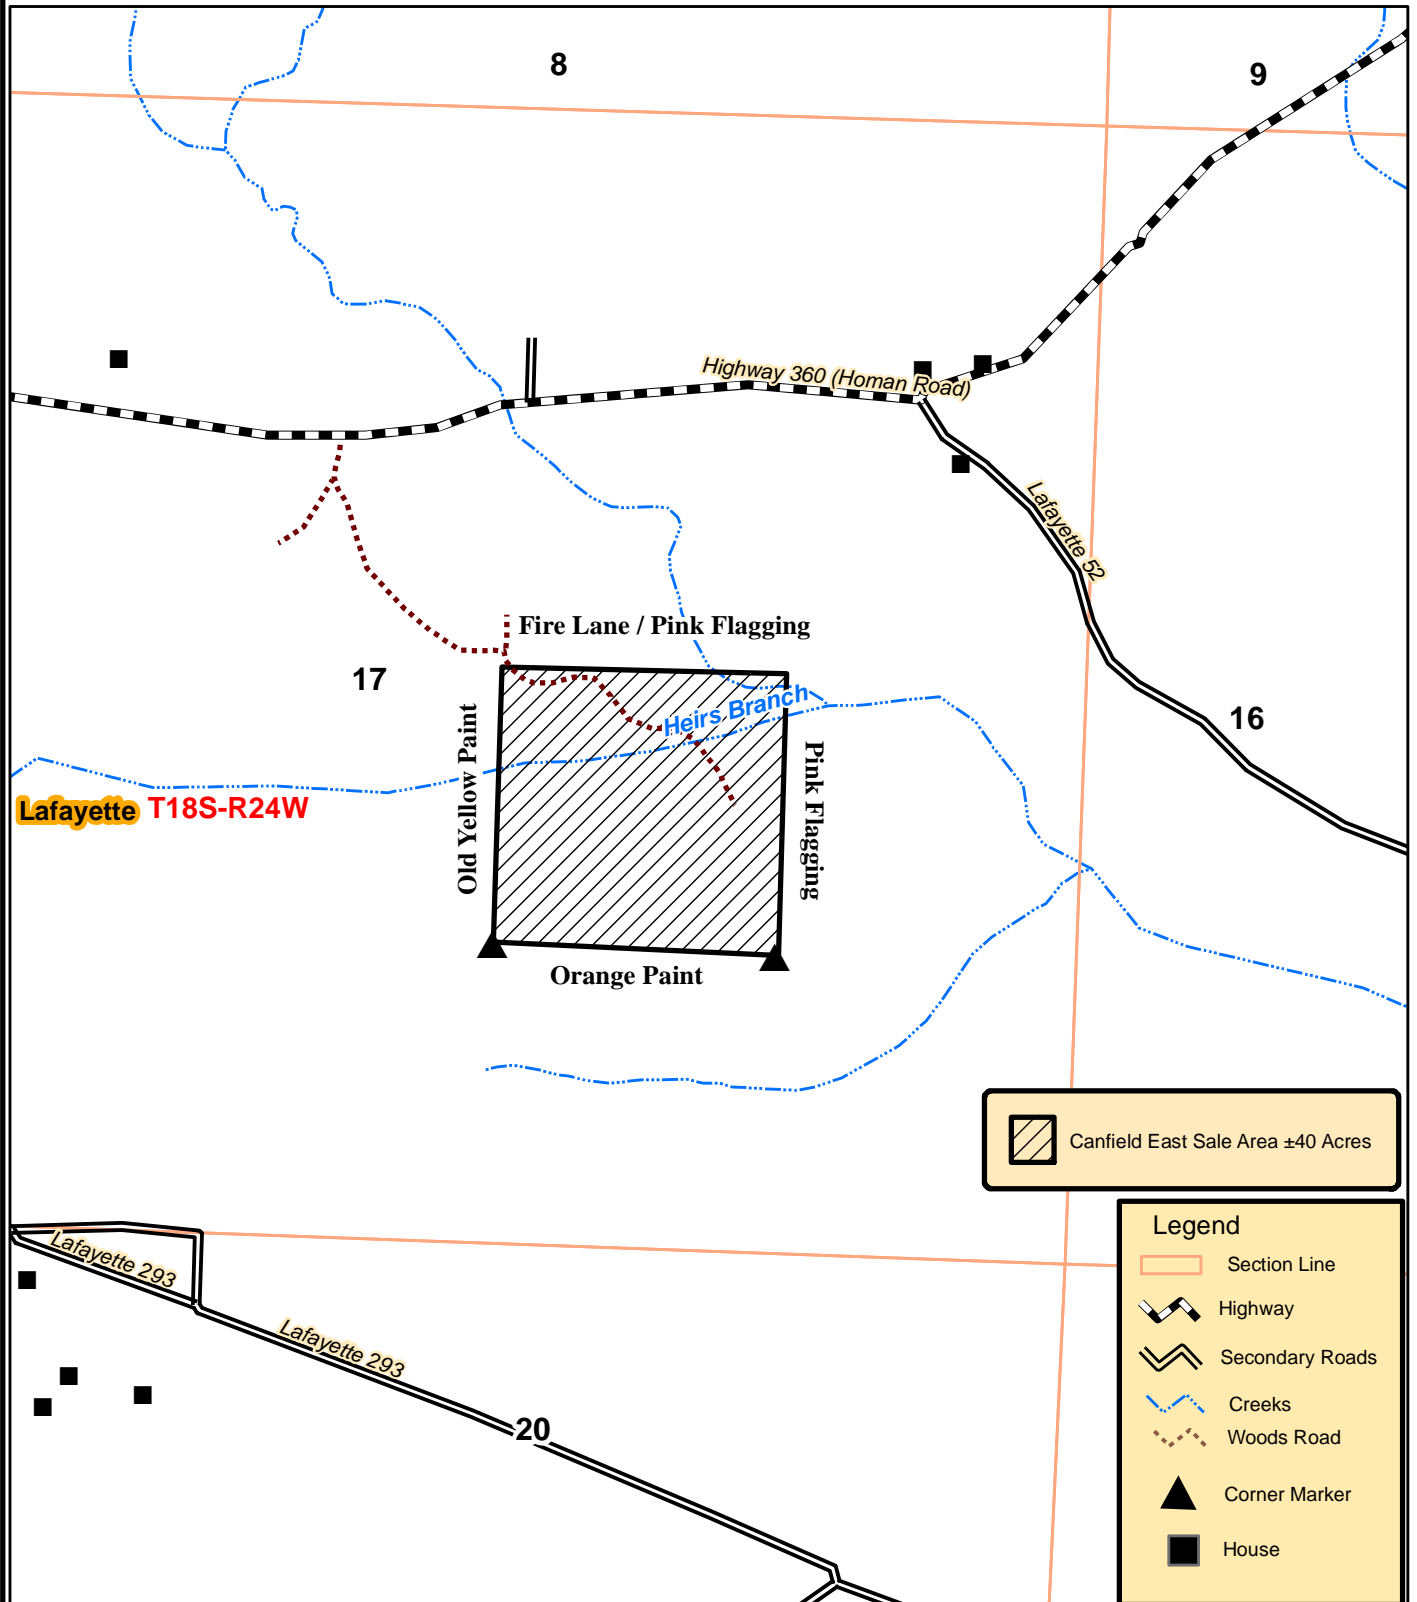 8
9
Highway 360 (Homan Road)
Lafayette 52
Fire Lane / Pink Flagging
17
Heirs Branch
16
Old Yellow Paint
Pink Flagging
Lafayette T18S-R24W
Orange Paint
Canfield East Sale Area ±40 Acres
Lafayette 293
Lafayette 293
20
Legend
Section Line
Highway
Secondary Roads
Creeks
Woods Road
Corner Marker
House